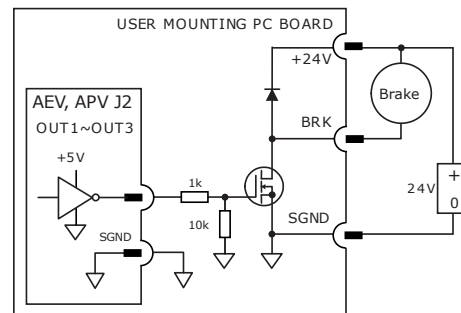 USER MOUNTING PC BOARD
+24V
AEV, APV J2
OUT1~OUT3
BRK
Brake
+5V
1k
24V
+
0
10k
SGND
SGND